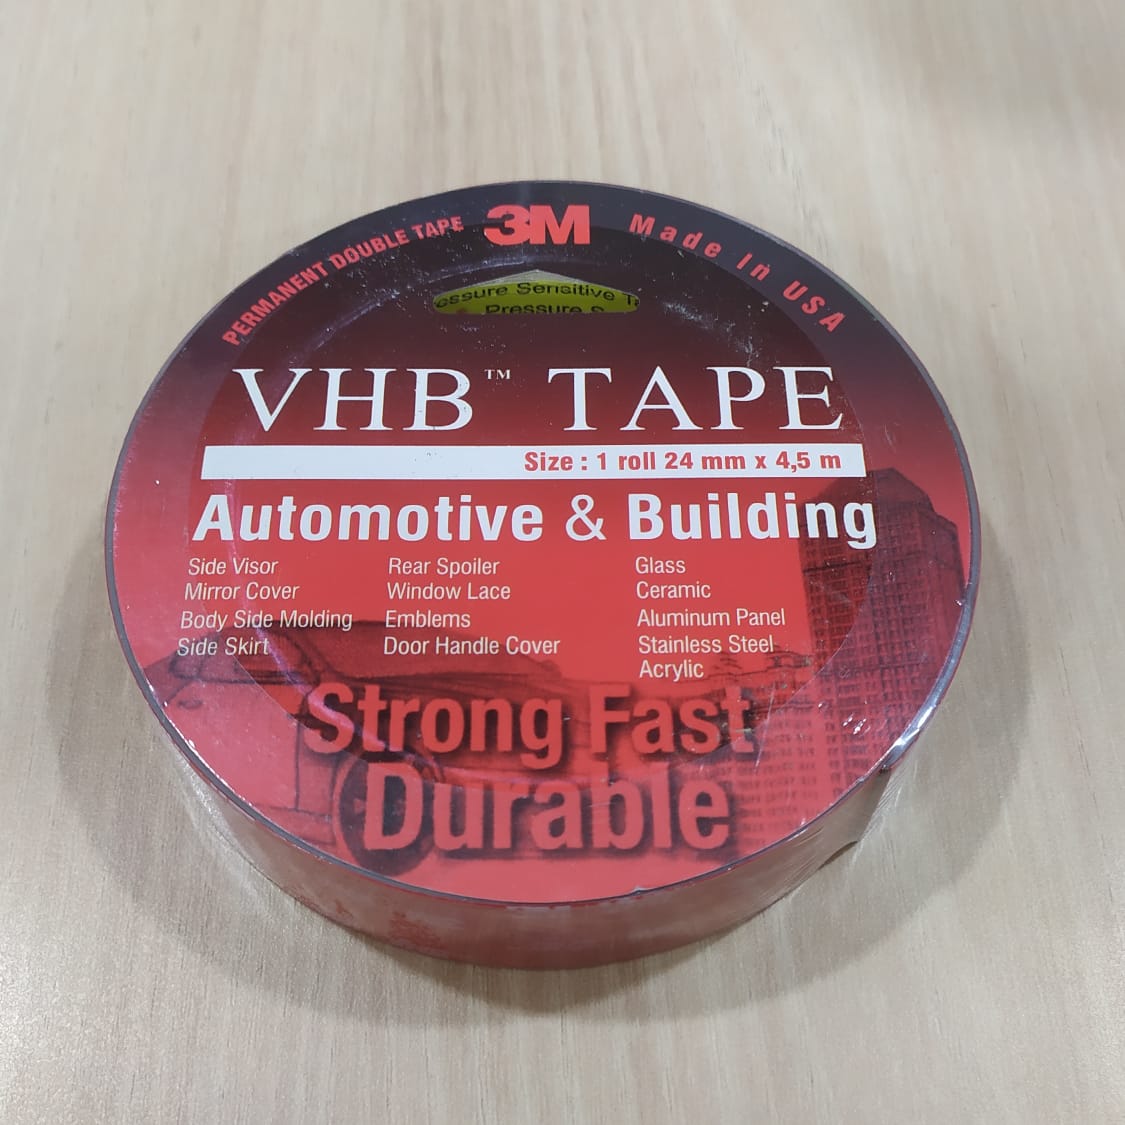 PERMANENT DOUBLE TAPE 3M Made In USA
Sensitive
Pressure
VHB™ TAPE
Size : 1 roll 24 mm x 4,5 m
Automotive & Building
Side Visor Rear Spoiler Glass
Mirror Cover Window Lace Ceramic
Body Side Molding Emblems Aluminum Panel
Side Skirt Door Handle Cover Stainless Steel
Acrylic
Strong Fast
Durable